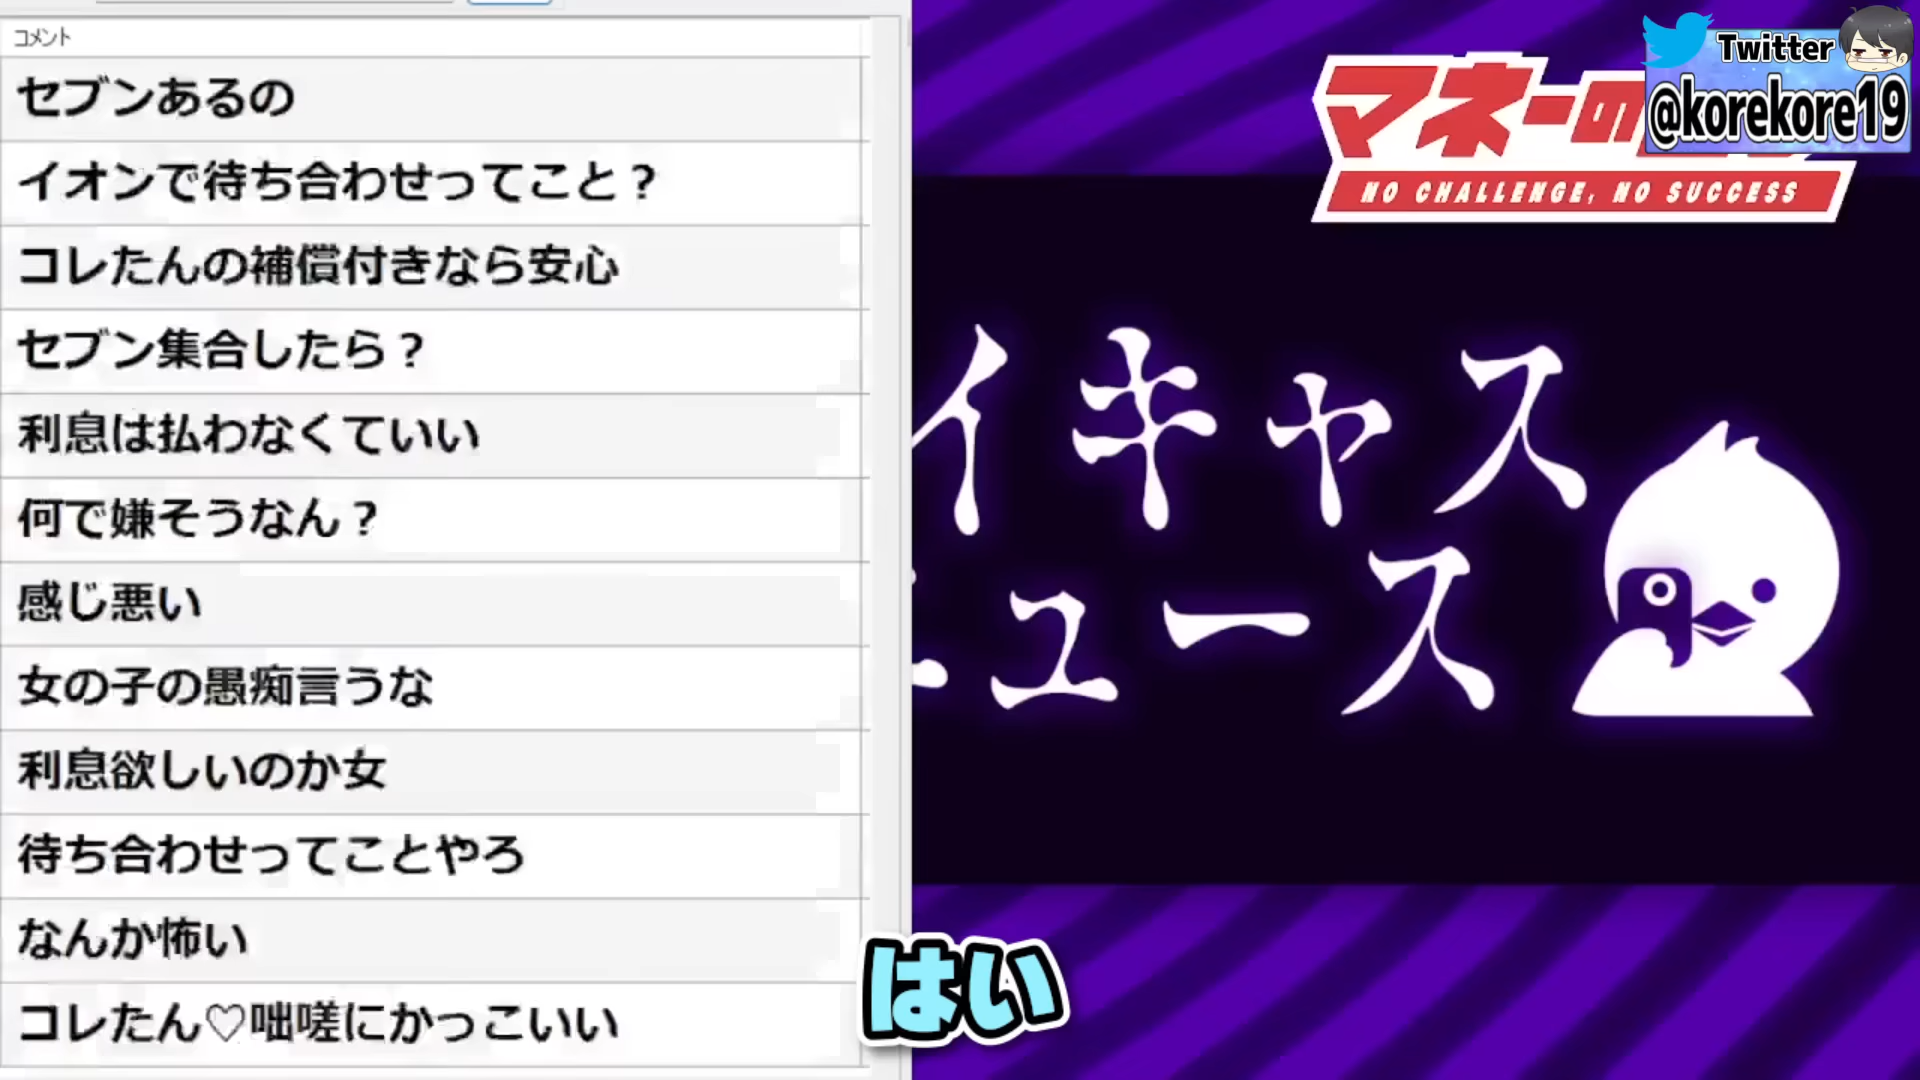 コメント
セブンあるの
イオンで待ち合わせってこと？
コレたんの補償付きなら安心
セブン集合したら？
利息は払わなくていい
何で嫌そうなん？
感じ悪い
女の子の愚痴言うな
利息欲しいのか女
待ち合わせってことやろ
なんか怖い
コレたん♡咄嗟にかっこいい
マネーの
NO CHALLENGE, NO SUCCESS
Twitter
@korekore19
イキャス
ュース
はい